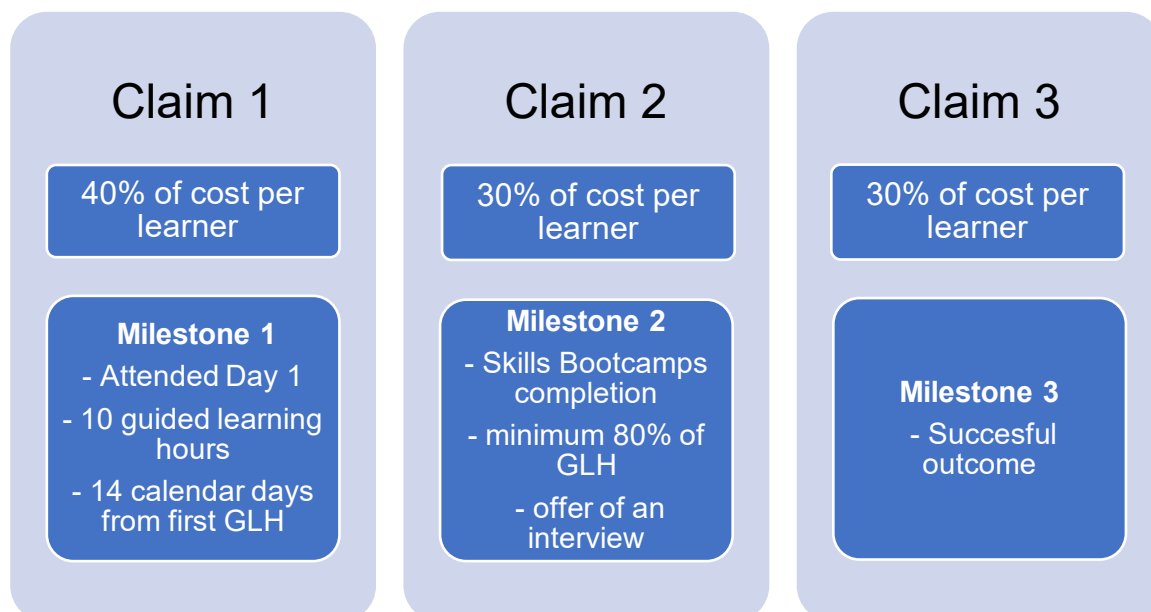 Claim 1
40% of cost per
learner
Milestone 1
- Attended Day 1
- 10 guided learning
hours
- 14 calendar days
from first GLH
Claim 2
30% of cost per
learner
Milestone 2
- Skills Bootcamps
completion
- minimum 80% of
GLH
- offer of an
interview
Claim 3
30% of cost per
learner
Milestone 3
- Succesful
outcome